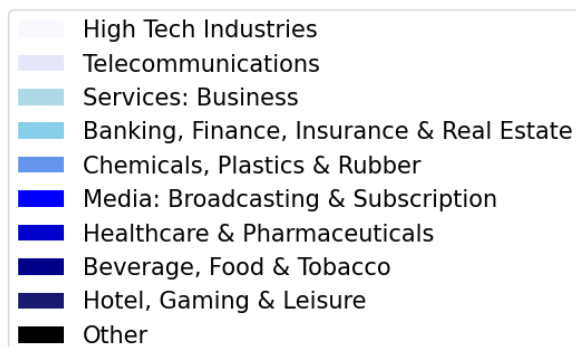 High Tech Industries
Telecommunications
Services: Business
Banking, Finance, Insurance & Real Estate
Chemicals, Plastics & Rubber
Media: Broadcasting & Subscription
Healthcare & Pharmaceuticals
Beverage, Food & Tobacco
Hotel, Gaming & Leisure
Other